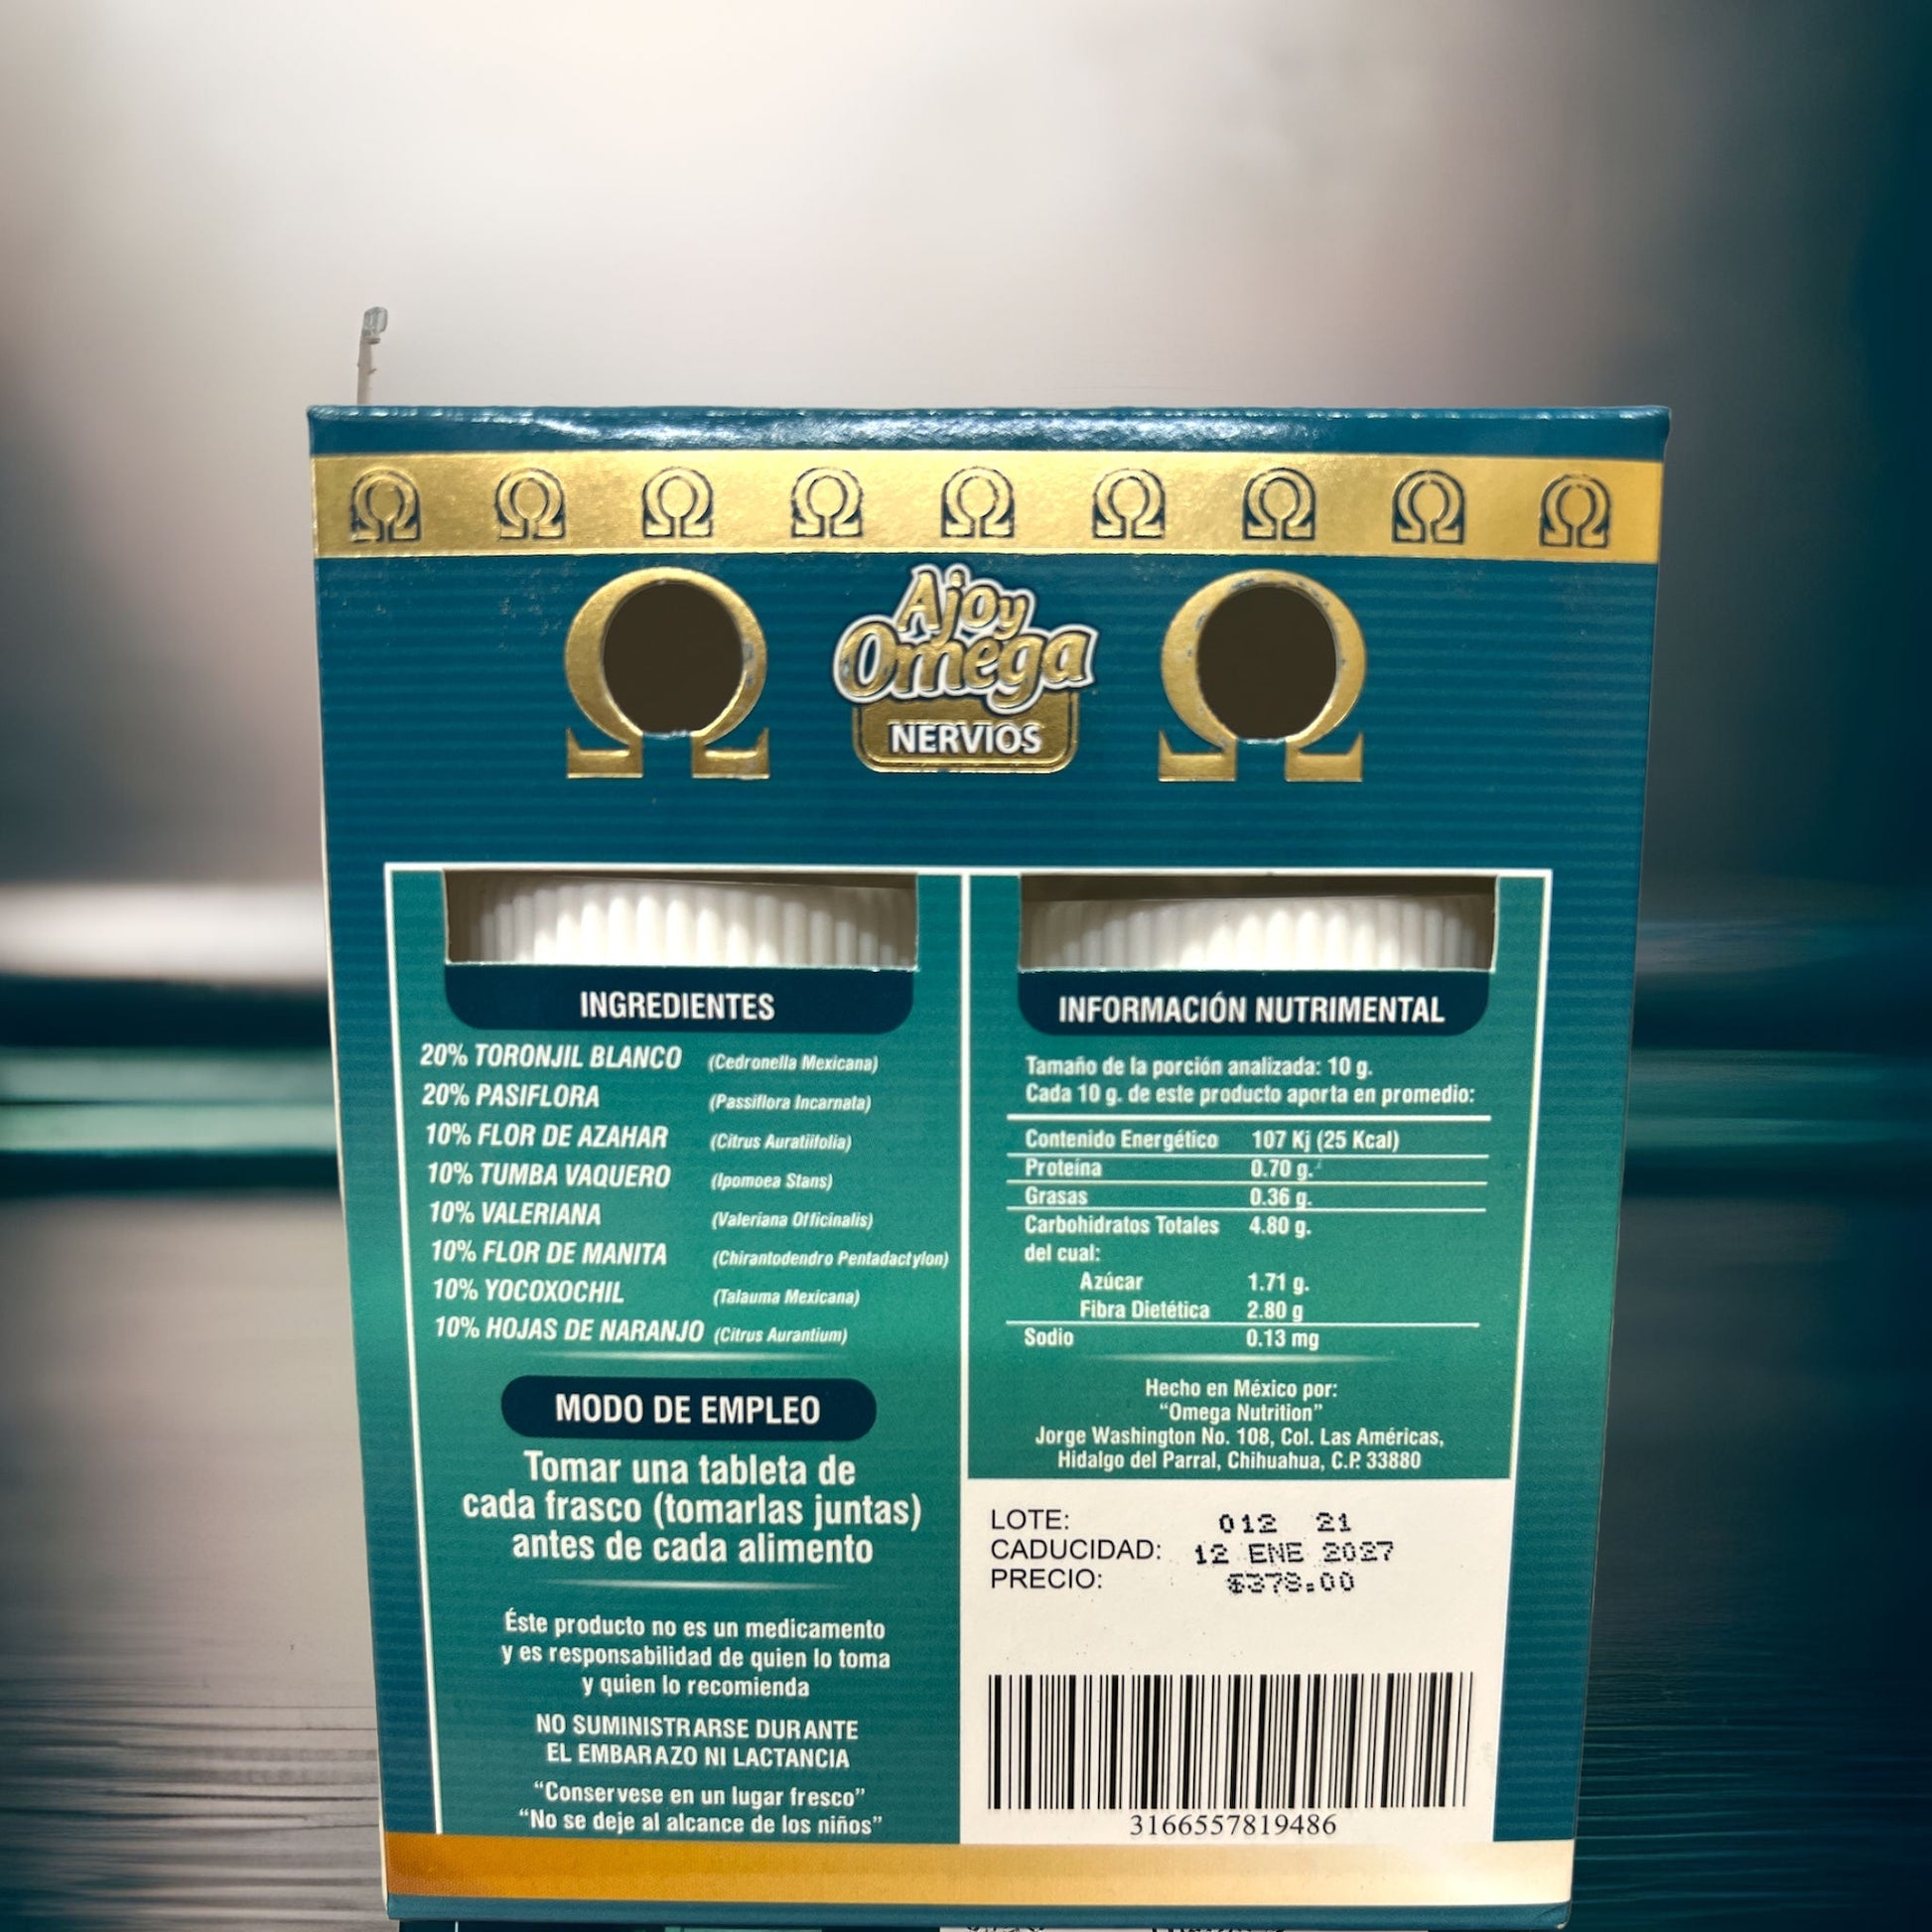 Ajo y
Omega
NERVIOS
INGREDIENTES
20% TORONJIL BLANCO (Cedronella Mexicana)
20% PASIFLORA (Passiflora Incarnata)
10% FLOR DE AZAHAR (Citrus Auratiifolia)
10% TUMBA VAQUERO (Ipomoea Stans)
10% VALERIANA (Valeriana Officinalis)
10% FLOR DE MANITA (Chirantodendro Pentadactylon)
10% YOCOXOCHIL (Talauma Mexicana)
10% HOJAS DE NARANJO (Citrus Aurantium)
MODO DE EMPLEO
Tomar una tableta de
cada frasco (tomarlas juntas)
antes de cada alimento
Éste producto no es un medicamento
y es responsabilidad de quien lo toma
y quien lo recomienda
NO SUMINISTRARSE DURANTE
EL EMBARAZO NI LACTANCIA
“Conservese en un lugar fresco”
“No se deje al alcance de los niños”
INFORMACIÓN NUTRIMENTAL
Tamaño de la porción analizada: 10 g.
Cada 10 g. de este producto aporta en promedio:
Contenido Energético 107 Kj (25 Kcal)
Proteína 0.70 g.
Grasas 0.36 g.
Carbohidratos Totales 4.80 g.
del cual:
Azúcar 1.71 g.
Fibra Dietética 2.80 g
Sodio 0.13 mg
Hecho en México por:
“Omega Nutrition”
Jorge Washington No. 108, Col. Las Américas,
Hidalgo del Parral, Chihuahua, C.P. 33880
LOTE: 012 21
CADUCIDAD: 12 ENE 2027
PRECIO: $378.00
3166557819486